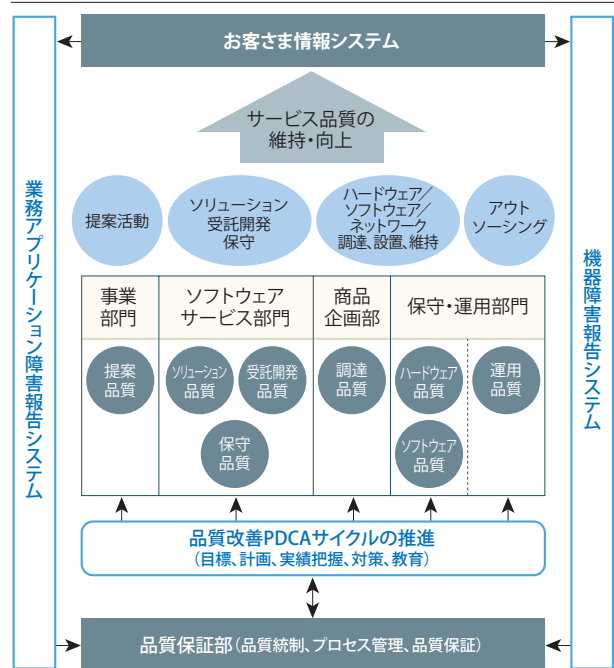 お客さま情報システム
サービス品質の
維持・向上
業務アプリケーション障害報告システム
機器障害報告システム
提案活動
ソリューション
受託開発
保守
ハードウェア／
ソフトウェア／
ネットワーク
調達、設置、維持
アウト
ソーシング
事業
部門
ソフトウェア
サービス部門
商品
企画部
保守・運用部門
提案
品質
ソリューション
品質
受託開発
品質
保守
品質
調達
品質
ハードウェア
品質
ソフトウェア
品質
運用
品質
品質改善PDCAサイクルの推進
（目標、計画、実績把握、対策、教育）
品質保証部（品質統制、プロセス管理、品質保証）